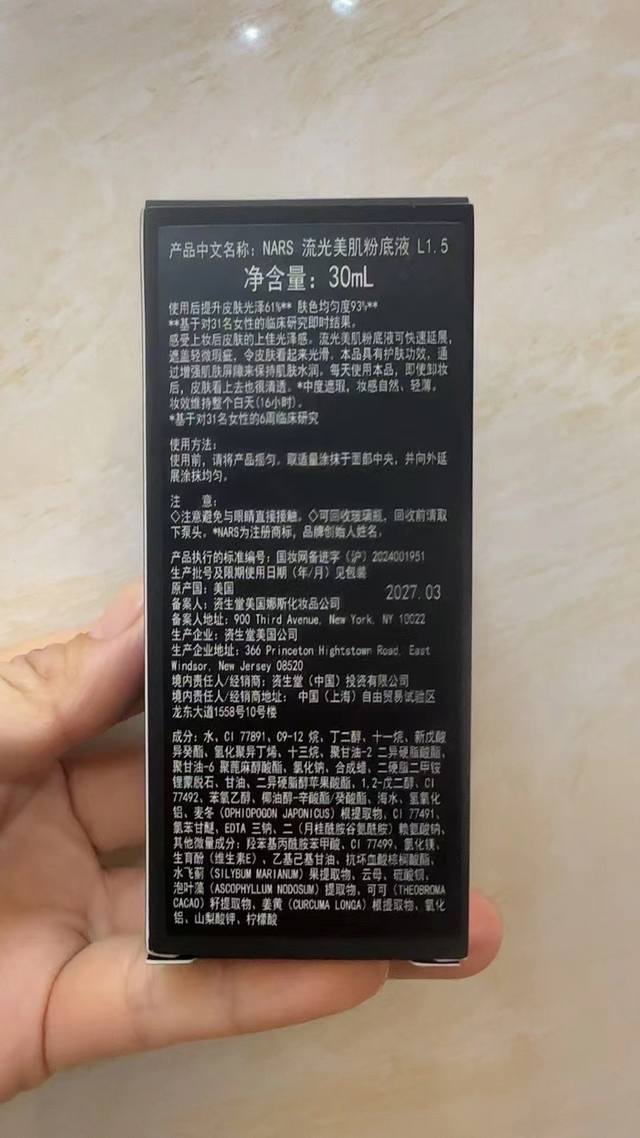 产品中文名称：NARS 流光美肌粉底液 L1.5
净含量：30mL
使用后提升皮肤光泽61%** 肤色均匀度93%**
**基于对31名女性的临床研究即时结果。
感受上妆后皮肤的上佳光泽感。流光美肌粉底液可快速延展，
遮盖轻微瑕疵，令皮肤看起来光滑。本品具有护肤功效，通
过增强肌肤屏障来保持肌肤水润。每天使用本品，即使卸妆
后，皮肤看上去也很清透。*中度遮瑕，妆感自然、轻薄。
妆效维持整个白天(16小时)。
*基于对31名女性的6周临床研究
使用方法：
使用前，请将产品摇匀。取适量涂抹于面部中央，并向外延
展涂抹均匀。
注 意：
◇注意避免与眼睛直接接触。◇可回收玻璃瓶，回收前请取
下泵头。*NARS为注册商标，品牌创始人姓名。
产品执行的标准编号：国妆网备进字（沪）2024001951
生产批号及限期使用日期（年/月）见包装
原产国：美国
2027.03
备案人：资生堂美国娜斯化妆品公司
备案人地址：900 Third Avenue, New York, NY 10022
生产企业：资生堂美国公司
生产企业地址：366 Princeton Hightstown Road, East
Windsor, New Jersey 08520
境内责任人/经销商：资生堂（中国）投资有限公司
境内责任人/经销商地址： 中国（上海）自由贸易试验区
龙东大道1558号10号楼
成分：水、CI 77891、C9-12 烷、丁二醇、十一烷、新戊酸
异癸酯、氢化聚异丁烯、十三烷、聚甘油-2 二异硬脂酸酯、
聚甘油-6 聚蓖麻醇酸酯、氯化钠、合成蜡、二硬脂二甲铵
锂蒙脱石、甘油、二异硬脂醇苹果酸酯、1,2-戊二醇、CI
77492、苯氧乙醇、椰油醇-辛酸酯/癸酸酯、海水、氢氧化
铝、麦冬（OPHIOPOGON JAPONICUS）根提取物、CI 77491、
氯苯甘醚、EDTA 三钠、二（月桂酰胺谷氨酰胺）赖氨酸钠、
其他微量成分：羟苯基丙酰胺苯甲酸、CI 77499、氯化镁、
生育酚（维生素E）、乙基己基甘油、抗坏血酸棕榈酸酯、
水飞蓟（SILYBUM MARIANUM）果提取物、云母、硫酸铜、
泡叶藻（ASCOPHYLLUM NODOSUM）提取物、可可（THEOBROMA
CACAO）籽提取物、姜黄（CURCUMA LONGA）根提取物、氧化
铝、山梨酸钾、柠檬酸